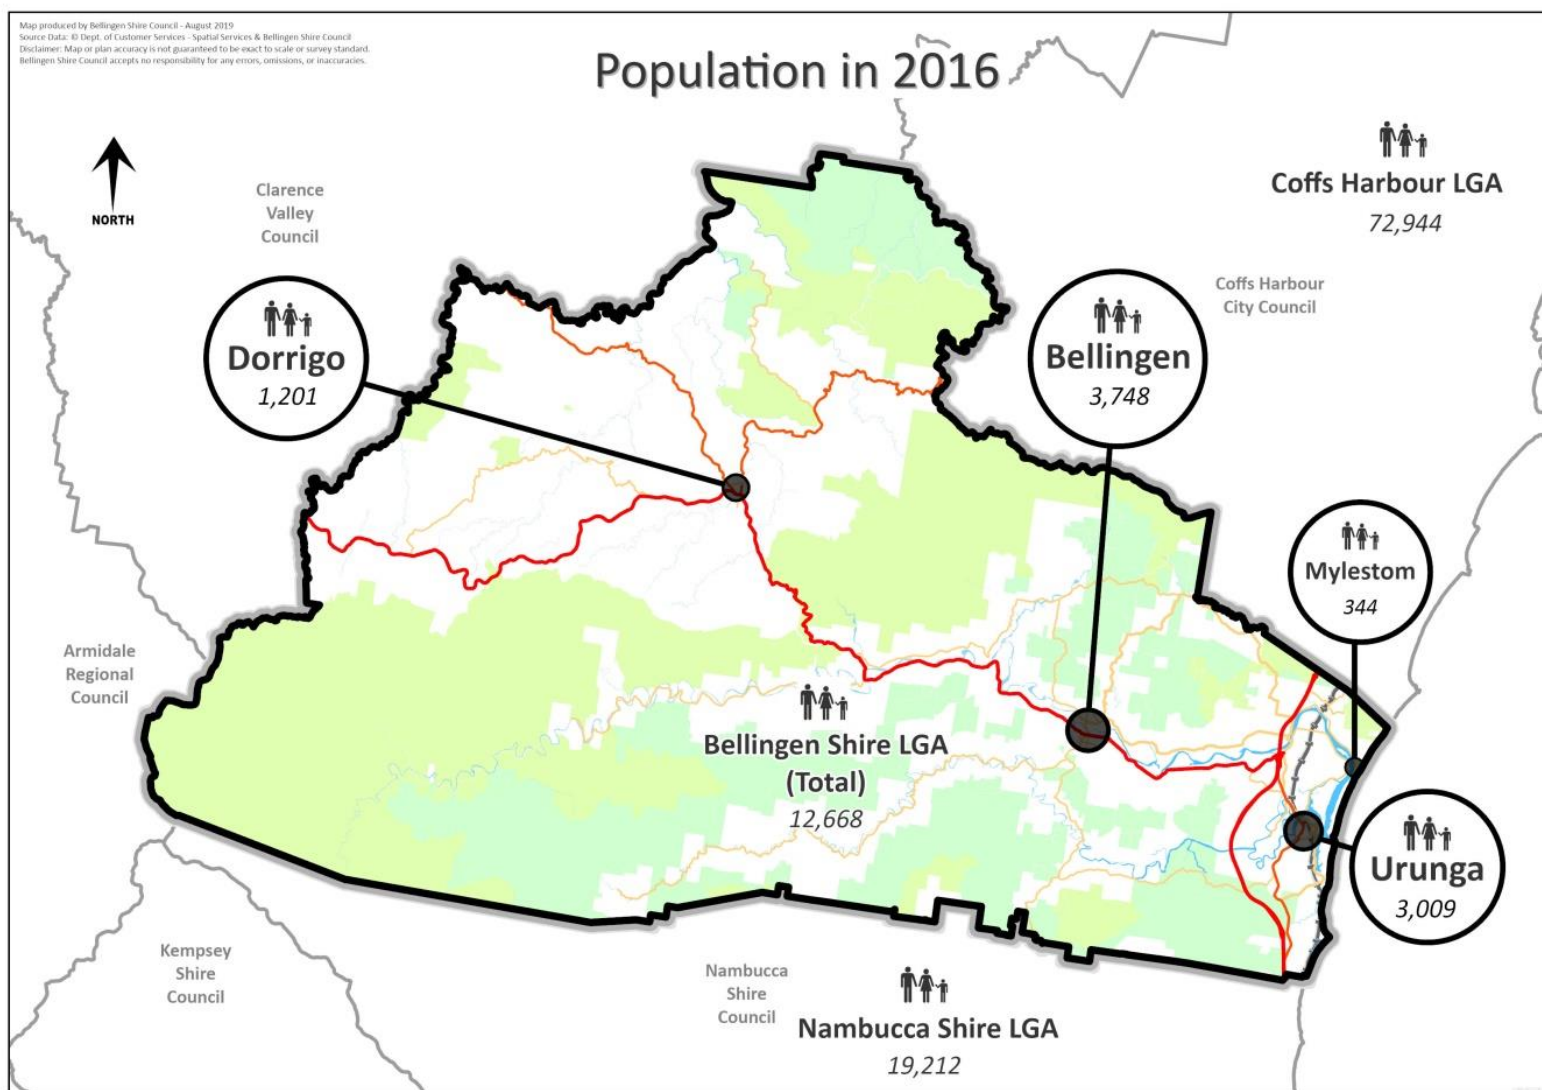 Map produced by Bellingen Shire Council - August 2019
Source Data: © Dept. of Customer Services - Spatial Services & Bellingen Shire Council
Disclaimer: Map or plan accuracy is not guaranteed to be exact to scale or survey standard.
Bellingen Shire Council accepts no responsibility for any errors, omissions, or inaccuracies.
Population in 2016
NORTH
Clarence
Valley
Council
Coffs Harbour LGA
72,944
Coffs Harbour
City Council
Dorrigo
1,201
Bellingen
3,748
Mylestom
344
Armidale
Regional
Council
Bellingen Shire LGA
(Total)
12,668
Urunga
3,009
Kempsey
Shire
Council
Nambucca
Shire
Council
Nambucca Shire LGA
19,212